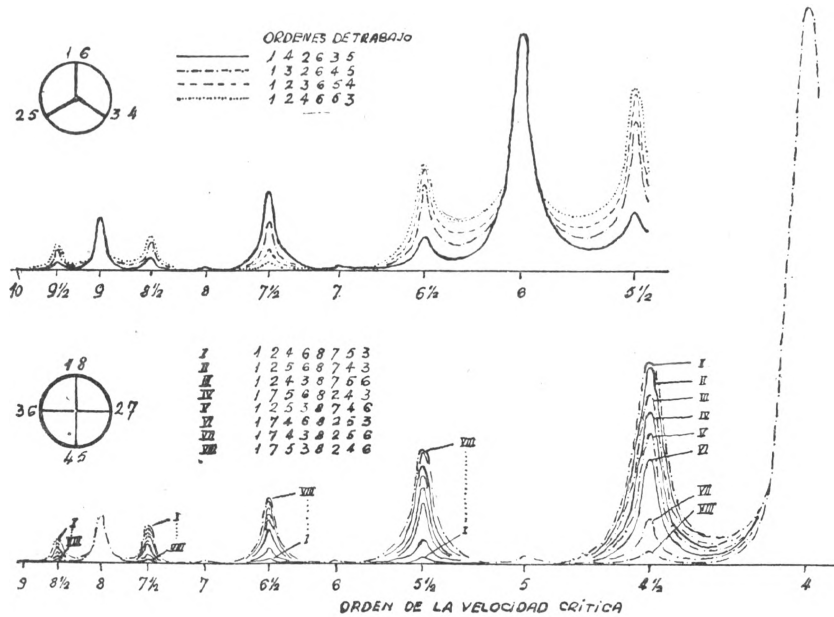 ORDENES DE TRABAJO
1 6
2 5
3 4
1 4 2 6 3 5
1 3 2 6 4 5
1 2 3 6 5 4
1 2 4 6 6 3
10 9½ 9 8½ 8 7½ 7 6½ 6 5½
1 8
3 6
2 7
4 5
I 1 2 4 6 8 7 5 3
II 1 2 5 6 8 7 4 3
III 1 2 4 3 8 7 5 6
IV 1 7 5 6 8 2 4 3
V 1 2 5 3 8 7 4 6
VI 1 7 4 6 8 2 5 3
VII 1 7 4 3 8 2 5 6
VIII 1 7 5 3 8 2 4 6
I
II
III
IV
V
VI
VII
VIII
VIII
I
VIII
I
I
VIII
I
VIII
9 8½ 8 7½ 7 6½ 6 5½ 5 4½ 4
ORDEN DE LA VELOCIDAD CRÍTICA